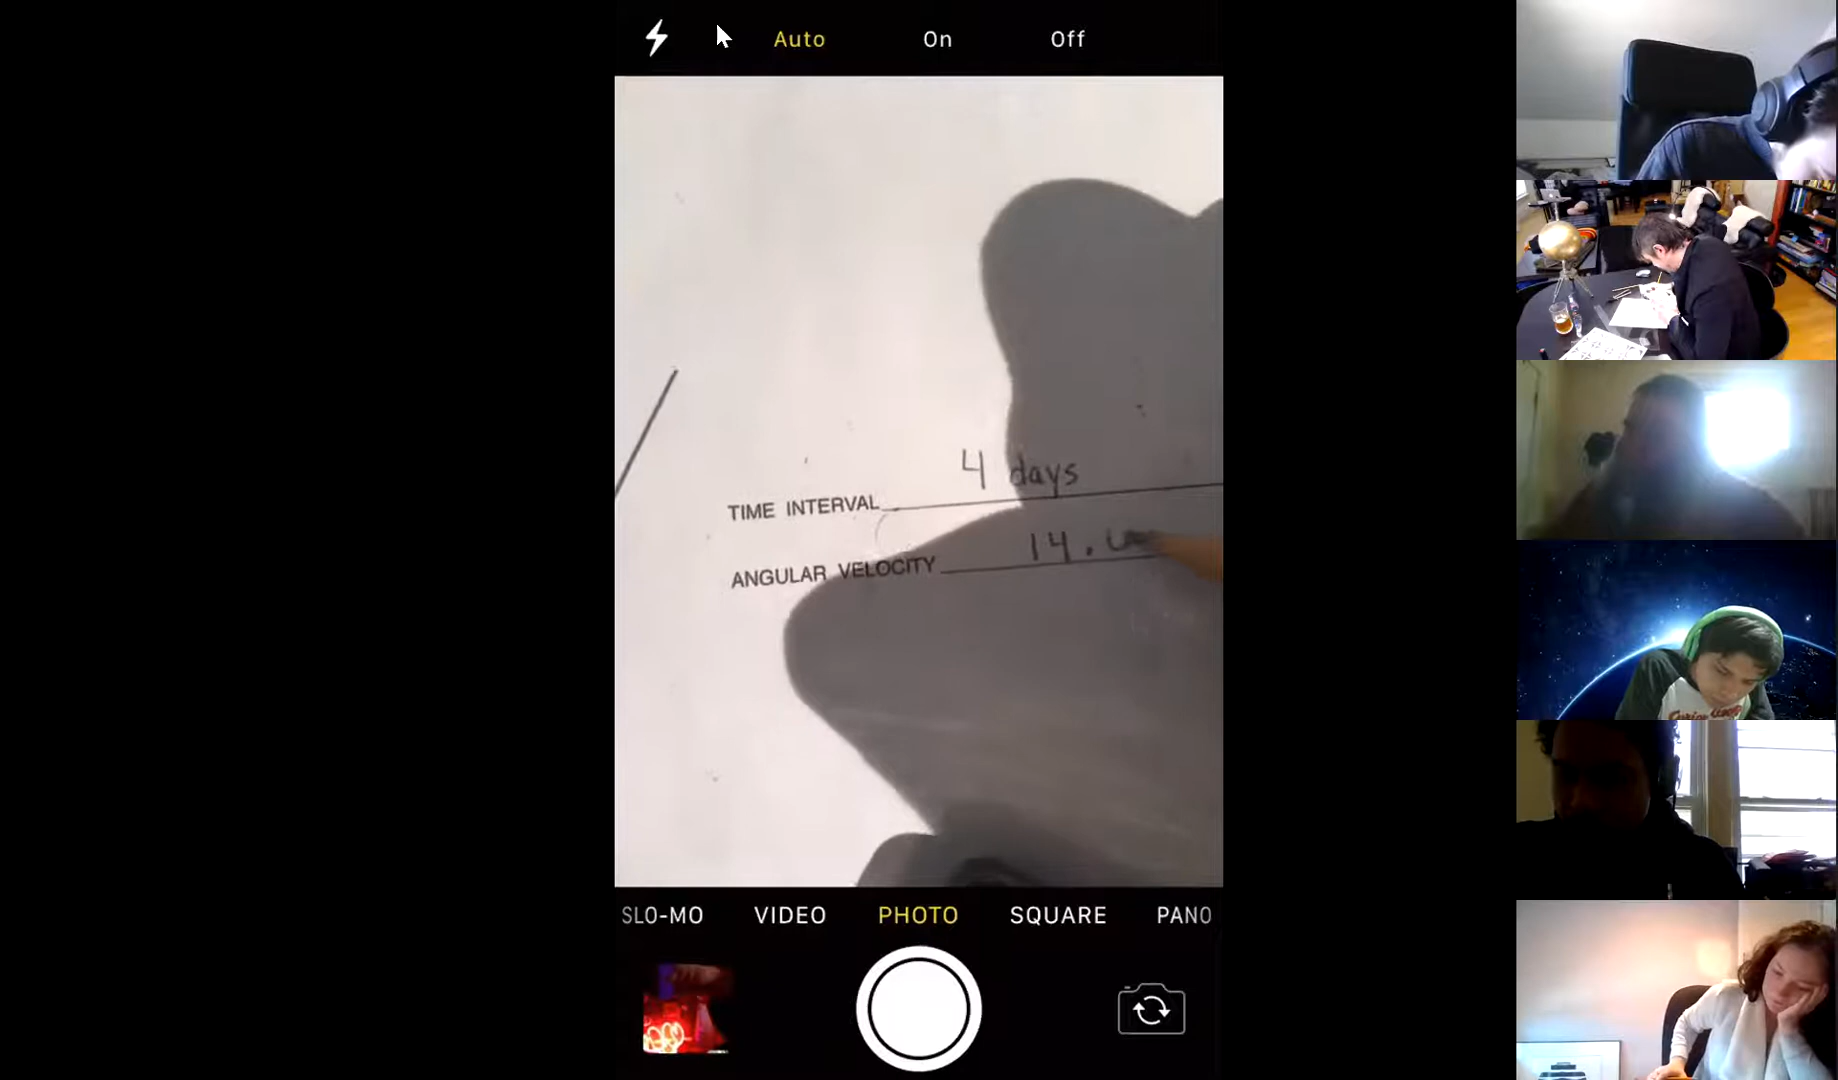 Auto On Off
4 days
TIME INTERVAL
14.
ANGULAR VELOCITY
SLO-MO VIDEO PHOTO SQUARE PANO